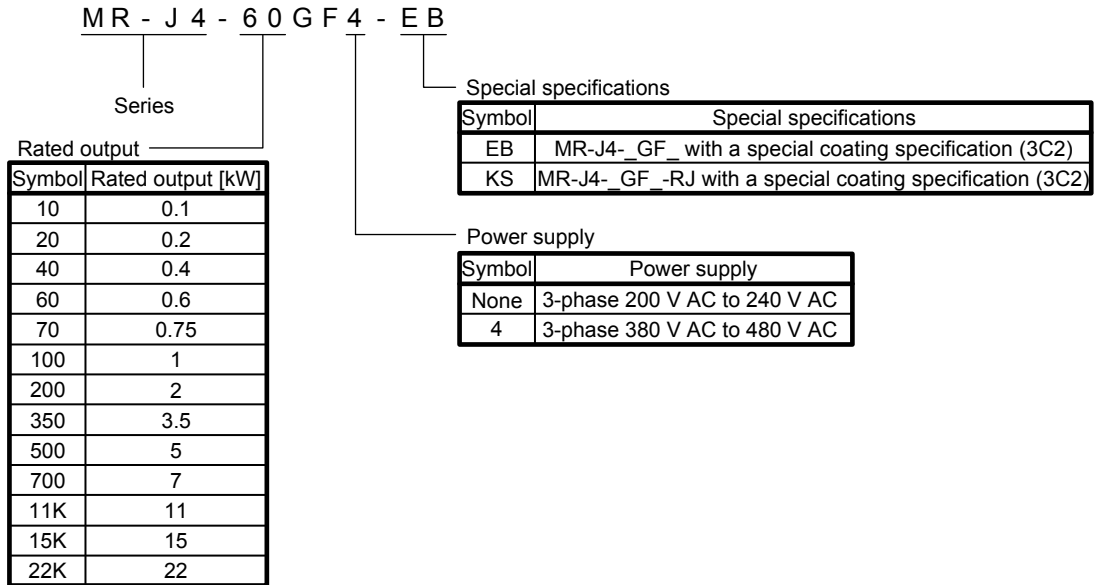 MR-J4-60GF4-EB
Series
Rated output
Symbol Rated output [kW]
10 0.1
20 0.2
40 0.4
60 0.6
70 0.75
100 1
200 2
350 3.5
500 5
700 7
11K 11
15K 15
22K 22
Special specifications
Symbol Special specifications
EB MR-J4-_GF_ with a special coating specification (3C2)
KS MR-J4-_GF_-RJ with a special coating specification (3C2)
Power supply
Symbol Power supply
None 3-phase 200 V AC to 240 V AC
4 3-phase 380 V AC to 480 V AC